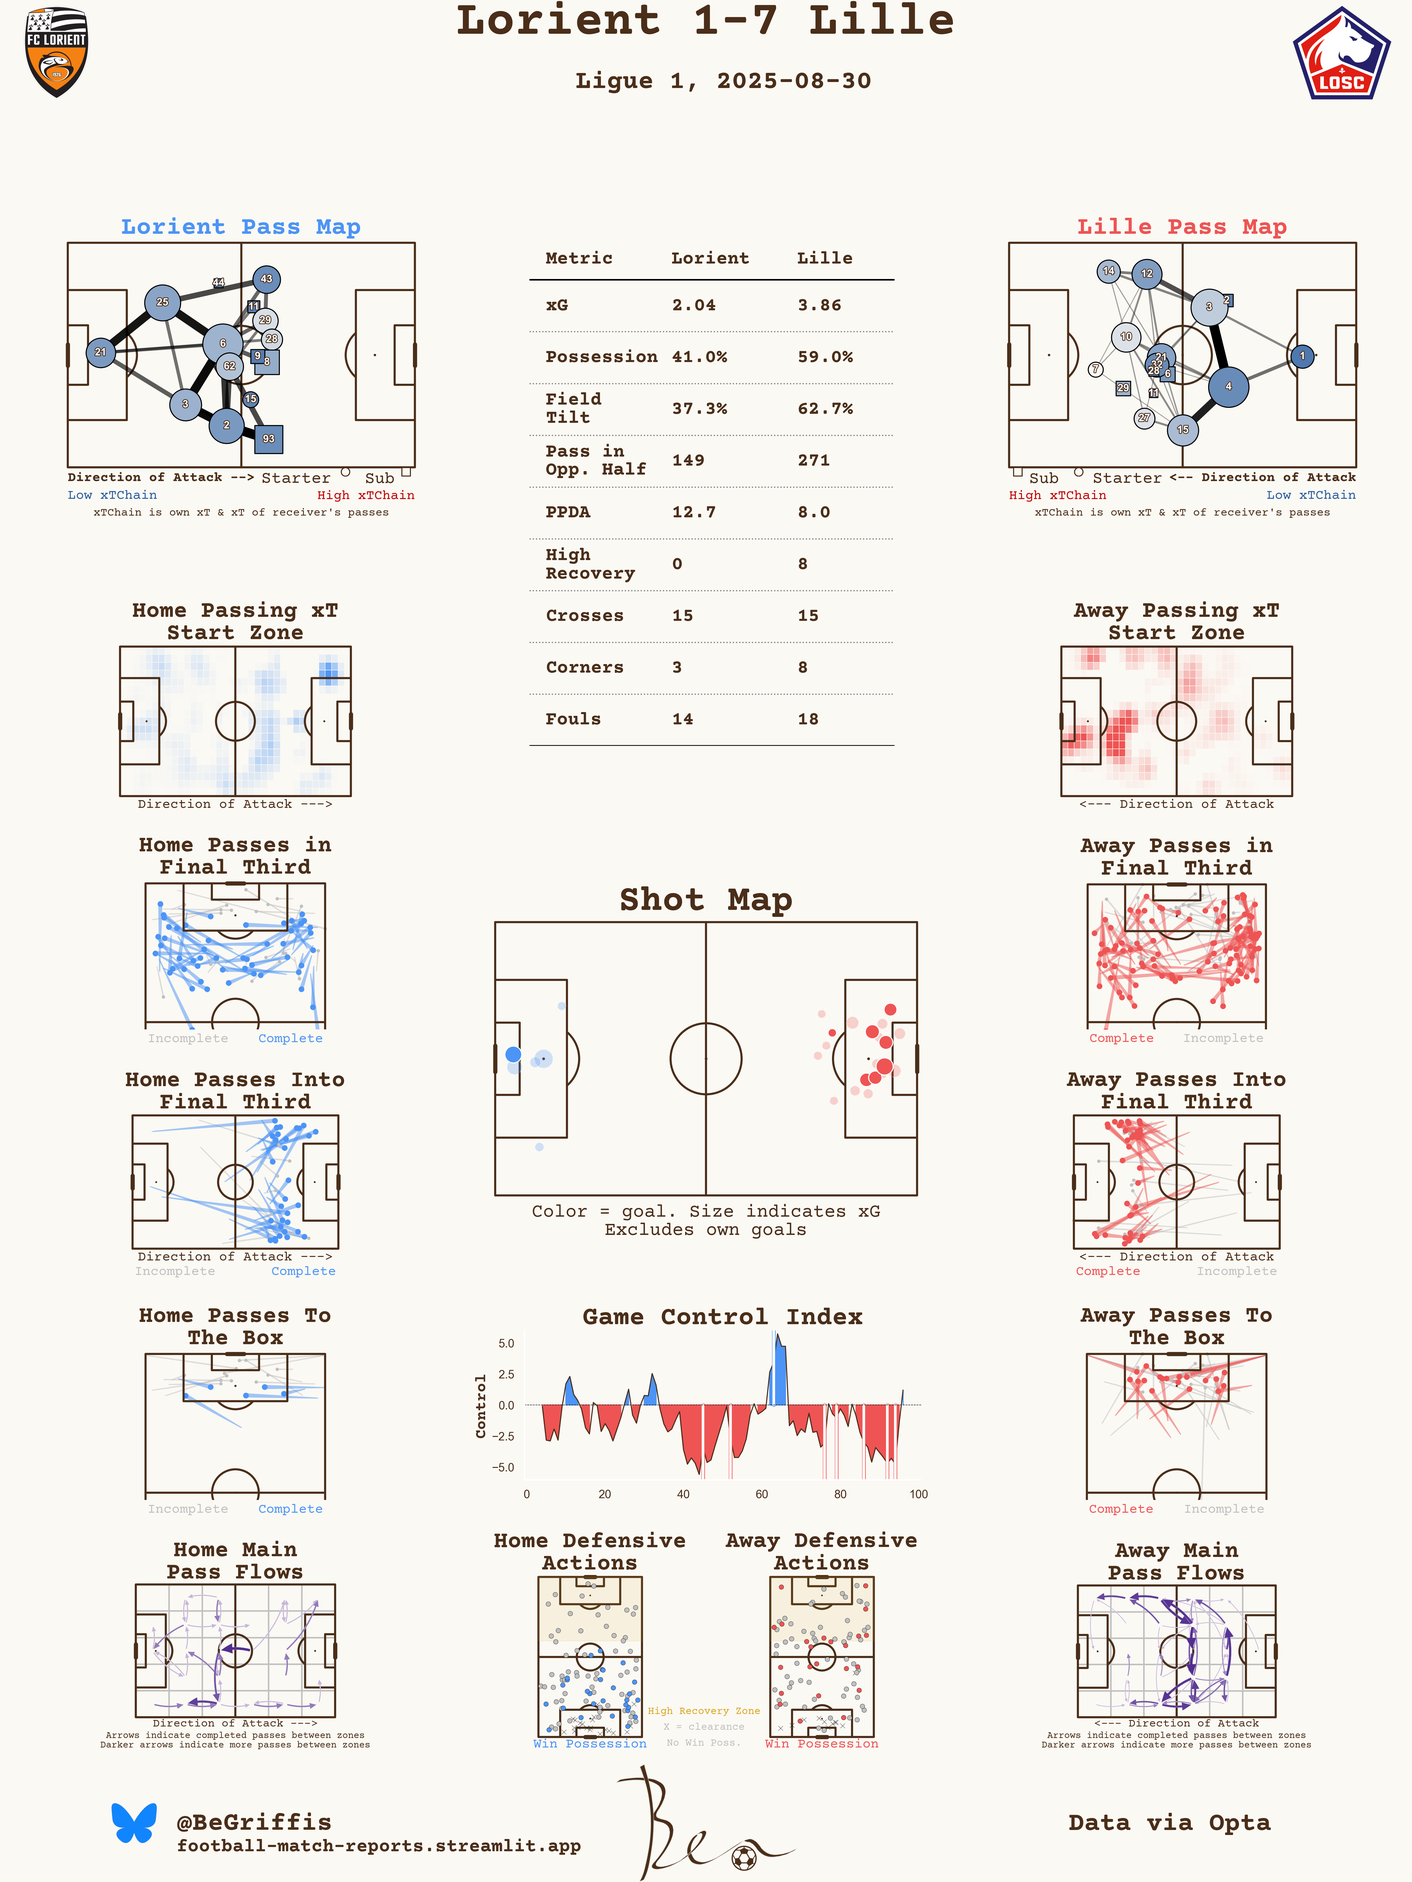 Lorient 1-7 Lille
Ligue 1, 2025-08-30
FC LORIENT
LOSC
Lorient Pass Map
25
44
43
11
29
28
6
9
8
62
21
3
15
2
93
Direction of Attack --> Starter Sub
Low xTChain High xTChain
xTChain is own xT & xT of receiver's passes
Metric Lorient Lille
xG 2.04 3.86
Possession 41.0% 59.0%
Field Tilt 37.3% 62.7%
Pass in Opp. Half 149 271
PPDA 12.7 8.0
High Recovery 0 8
Crosses 15 15
Corners 3 8
Fouls 14 18
Lille Pass Map
14
12
3
2
10
21
32
28
6
7
29
11
27
15
4
1
Sub Starter <-- Direction of Attack
High xTChain Low xTChain
xTChain is own xT & xT of receiver's passes
Home Passing xT
Start Zone
Direction of Attack --->
Away Passing xT
Start Zone
<--- Direction of Attack
Home Passes in
Final Third
Incomplete Complete
Away Passes in
Final Third
Complete Incomplete
Shot Map
Color = goal. Size indicates xG
Excludes own goals
Home Passes Into
Final Third
Direction of Attack --->
Incomplete Complete
Away Passes Into
Final Third
<--- Direction of Attack
Complete Incomplete
Home Passes To
The Box
Incomplete Complete
Game Control Index
Control
5.0
2.5
0.0
−2.5
−5.0
0 20 40 60 80 100
Away Passes To
The Box
Complete Incomplete
Home Main
Pass Flows
Direction of Attack --->
Arrows indicate completed passes between zones
Darker arrows indicate more passes between zones
Home Defensive
Actions
Win Possession
High Recovery Zone
X = clearance
No Win Poss.
Away Defensive
Actions
Win Possession
Away Main
Pass Flows
<--- Direction of Attack
Arrows indicate completed passes between zones
Darker arrows indicate more passes between zones
@BeGriffis
football-match-reports.streamlit.app
Ben
Data via Opta